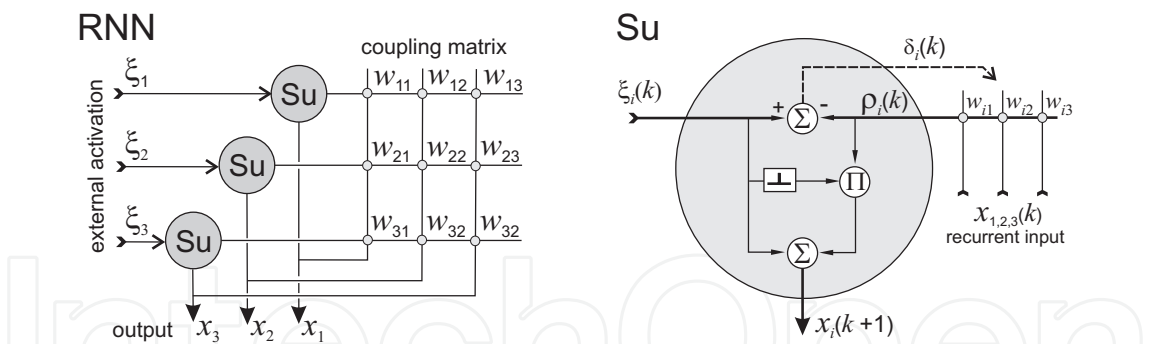 RNN
coupling matrix
external activation
ξ1
Su
w11 w12 w13
ξ2
Su
w21 w22 w23
ξ3
Su
w31 w32 w32
output x3 x2 x1
Su
δi(k)
ξi(k)
+ Σ -
ρi(k)
wi1 wi2 wi3
Π
x1,2,3(k)
recurrent input
Σ
xi(k+1)
IntechOpen